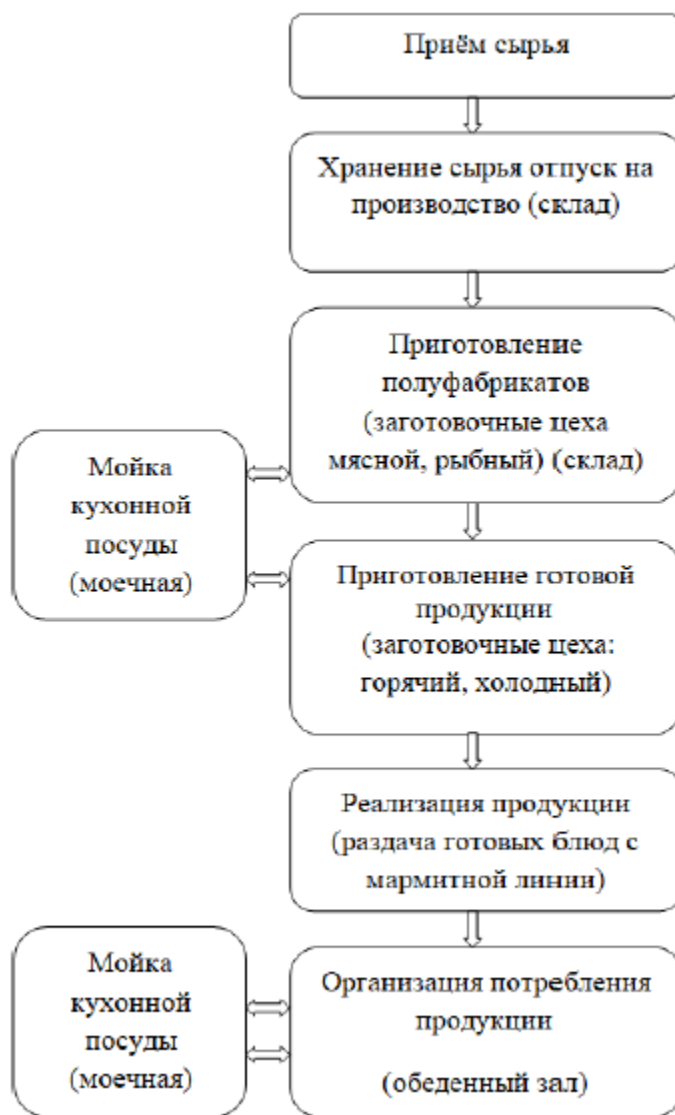 Приём сырья
Хранение сырья отпуск на
производство (склад)
Приготовление
полуфабрикатов
(заготовочные цеха
мясной, рыбный) (склад)
Мойка
кухонной
посуды
(моечная)
Приготовление готовой
продукции
(заготовочные цеха:
горячий, холодный)
Реализация продукции
(раздача готовых блюд с
мармитной линии)
Мойка
кухонной
посуды
(моечная)
Организация потребления
продукции
(обеденный зал)